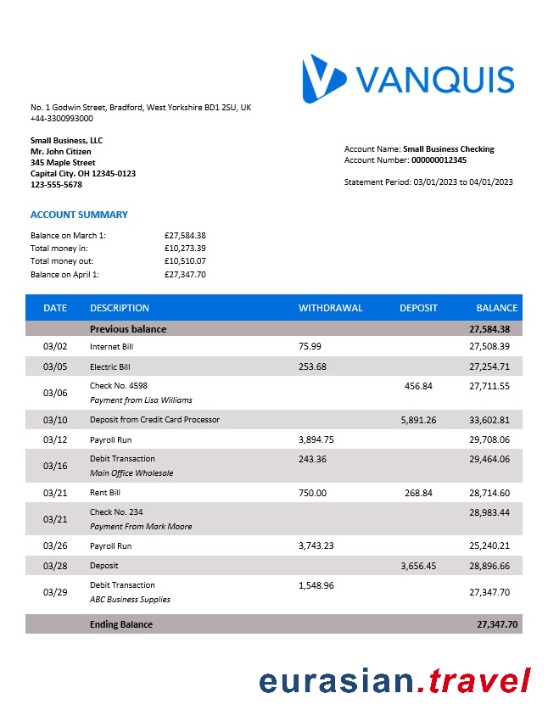 VANQUIS
No. 1 Godwin Street, Bradford, West Yorkshire BD1 2SU, UK
+44-3300993000
Small Business, LLC
Mr. John Citizen
345 Maple Street
Capital City. OH 12345-0123
123-555-5678
Account Name: Small Business Checking
Account Number: 000000012345
Statement Period: 03/01/2023 to 04/01/2023
ACCOUNT SUMMARY
Balance on March 1: £27,584.38
Total money in: £10,273.39
Total money out: £10,510.07
Balance on April 1: £27,347.70
DATE DESCRIPTION WITHDRAWAL DEPOSIT BALANCE
Previous balance 27,584.38
03/02 Internet Bill 75.99 27,508.39
03/05 Electric Bill 253.68 27,254.71
03/06 Check No. 4598 456.84 27,711.55
Payment from Lisa Williams
03/10 Deposit from Credit Card Processor 5,891.26 33,602.81
03/12 Payroll Run 3,894.75 29,708.06
03/16 Debit Transaction 243.36 29,464.06
Main Office Wholesale
03/21 Rent Bill 750.00 268.84 28,714.60
03/21 Check No. 234 28,983.44
Payment From Mark Moore
03/26 Payroll Run 3,743.23 25,240.21
03/28 Deposit 3,656.45 28,896.66
03/29 Debit Transaction 1,548.96 27,347.70
ABC Business Supplies
Ending Balance 27,347.70
eurasian.travel